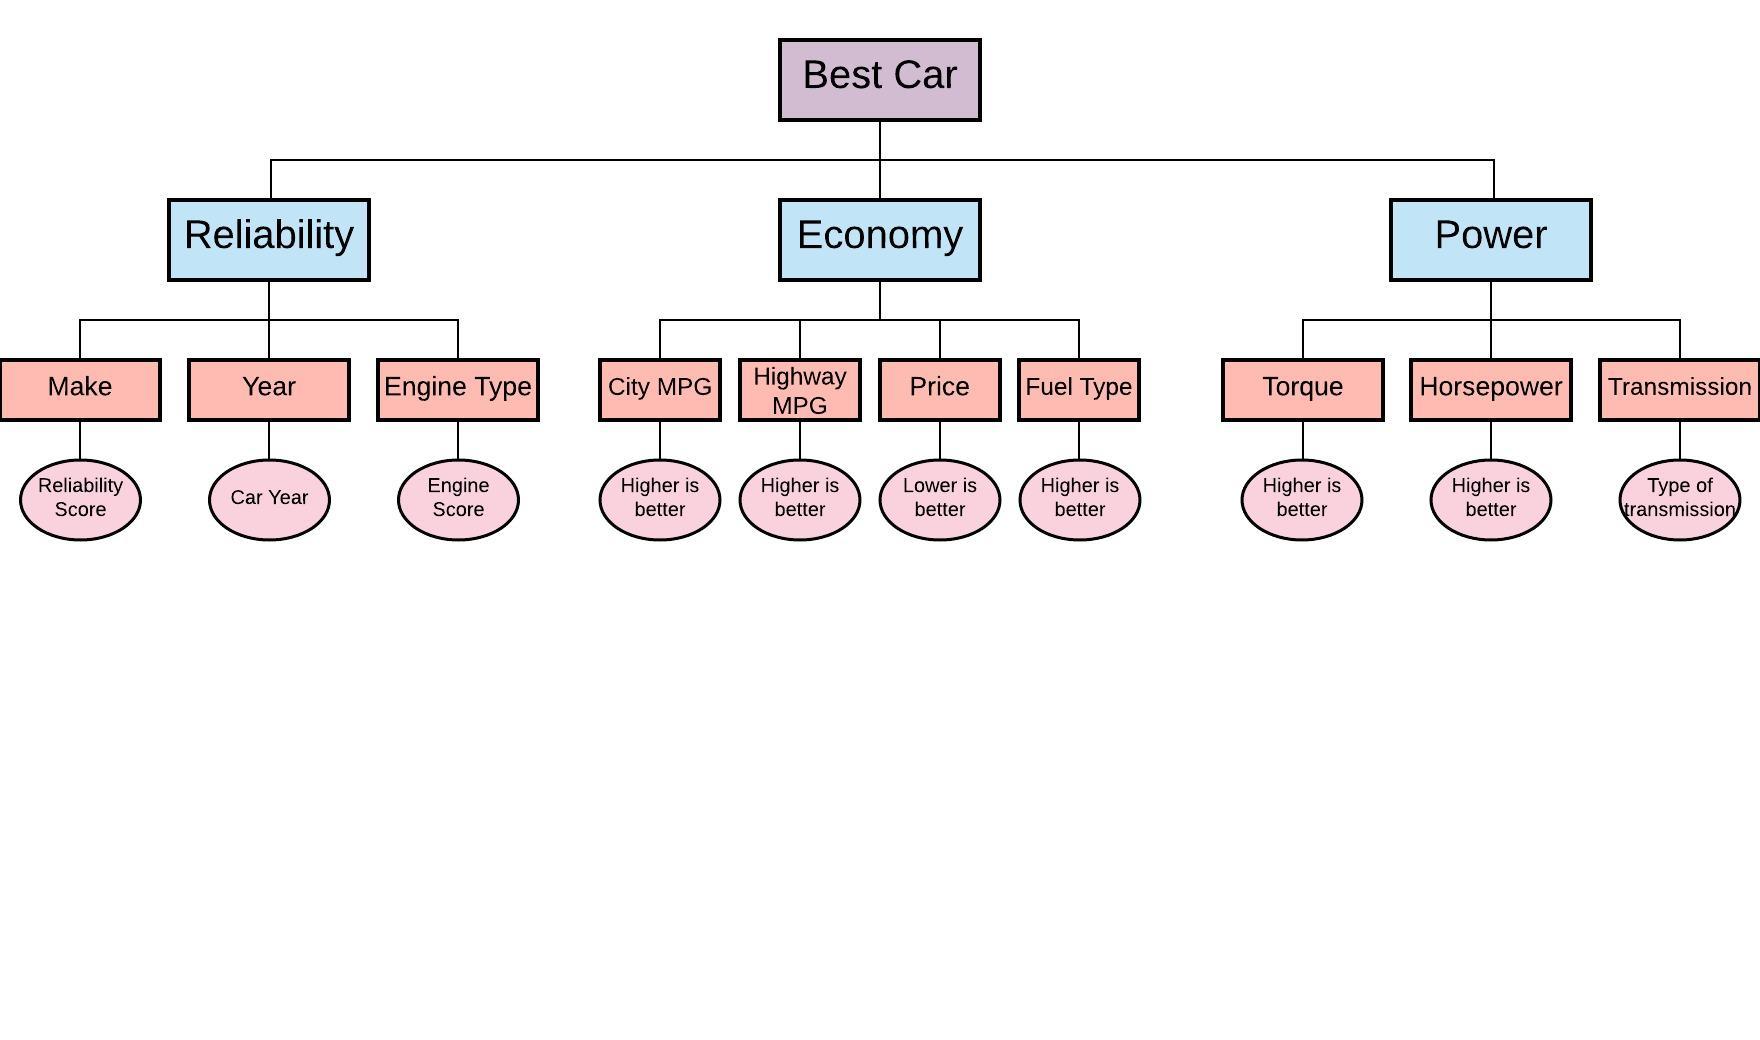 Best Car
Reliability
Economy
Power
Make
Year
Engine Type
City MPG
Highway
MPG
Price
Fuel Type
Torque
Horsepower
Transmission
Reliability
Score
Car Year
Engine
Score
Higher is
better
Higher is
better
Lower is
better
Higher is
better
Higher is
better
Higher is
better
Type of
transmission